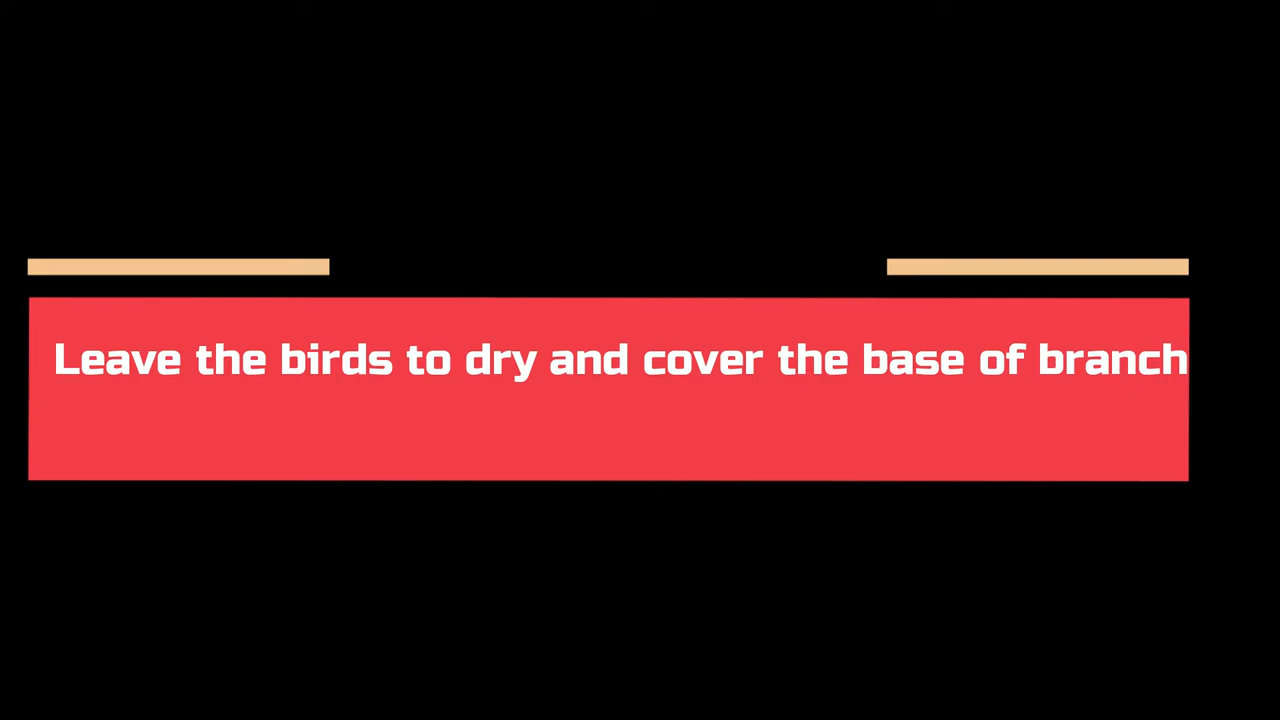 Leave the birds to dry and cover the base of branch